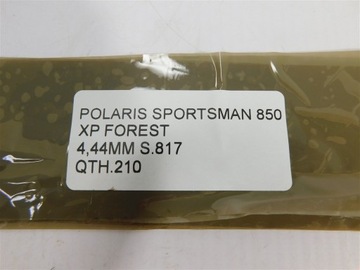 POLARIS SPORTSMAN 850
XP FOREST
4,44MM S.817
QTH.210